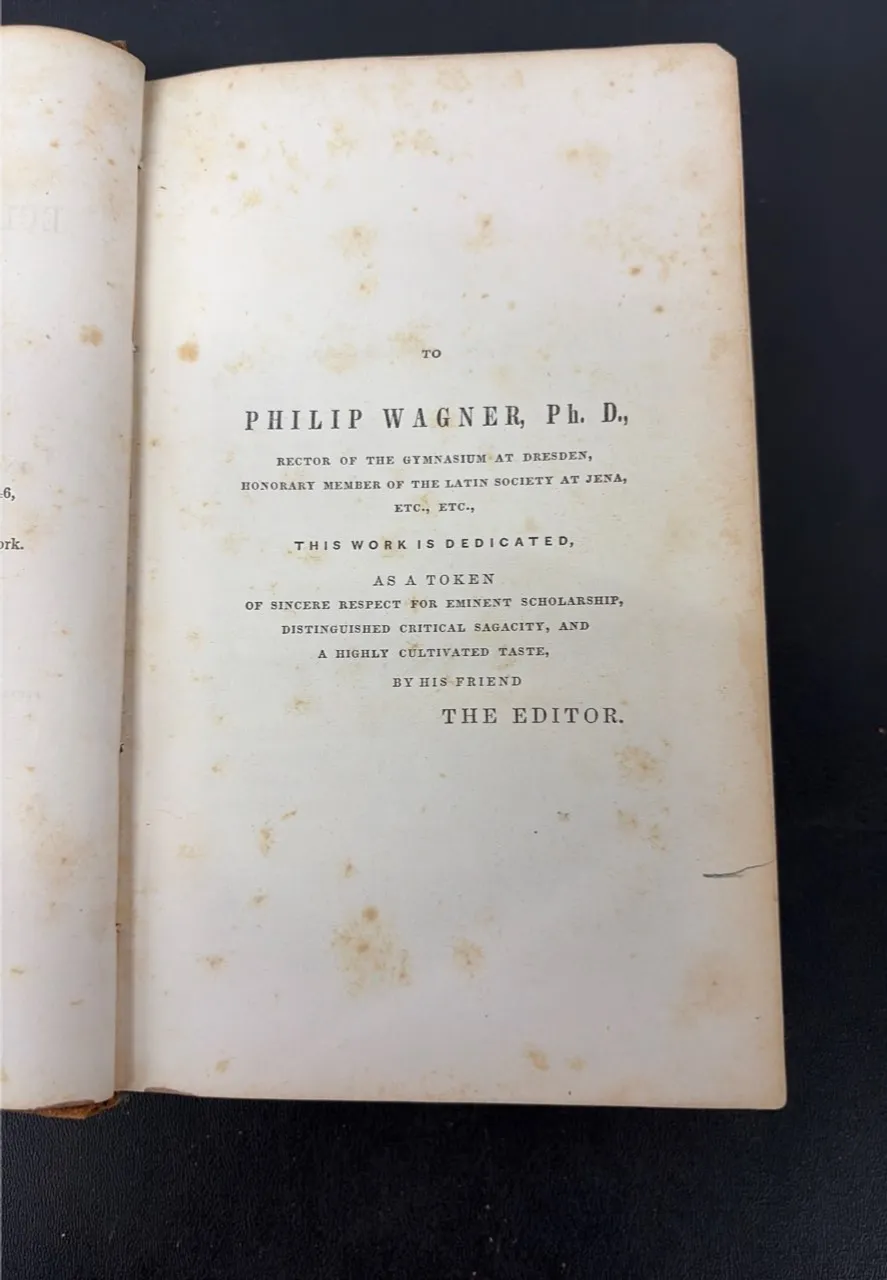 6,
ork.
TO
PHILIP WAGNER, Ph. D.,
RECTOR OF THE GYMNASIUM AT DRESDEN,
HONORARY MEMBER OF THE LATIN SOCIETY AT JENA,
ETC., ETC.,
THIS WORK IS DEDICATED,
AS A TOKEN
OF SINCERE RESPECT FOR EMINENT SCHOLARSHIP,
DISTINGUISHED CRITICAL SAGACITY, AND
A HIGHLY CULTIVATED TASTE,
BY HIS FRIEND
THE EDITOR.